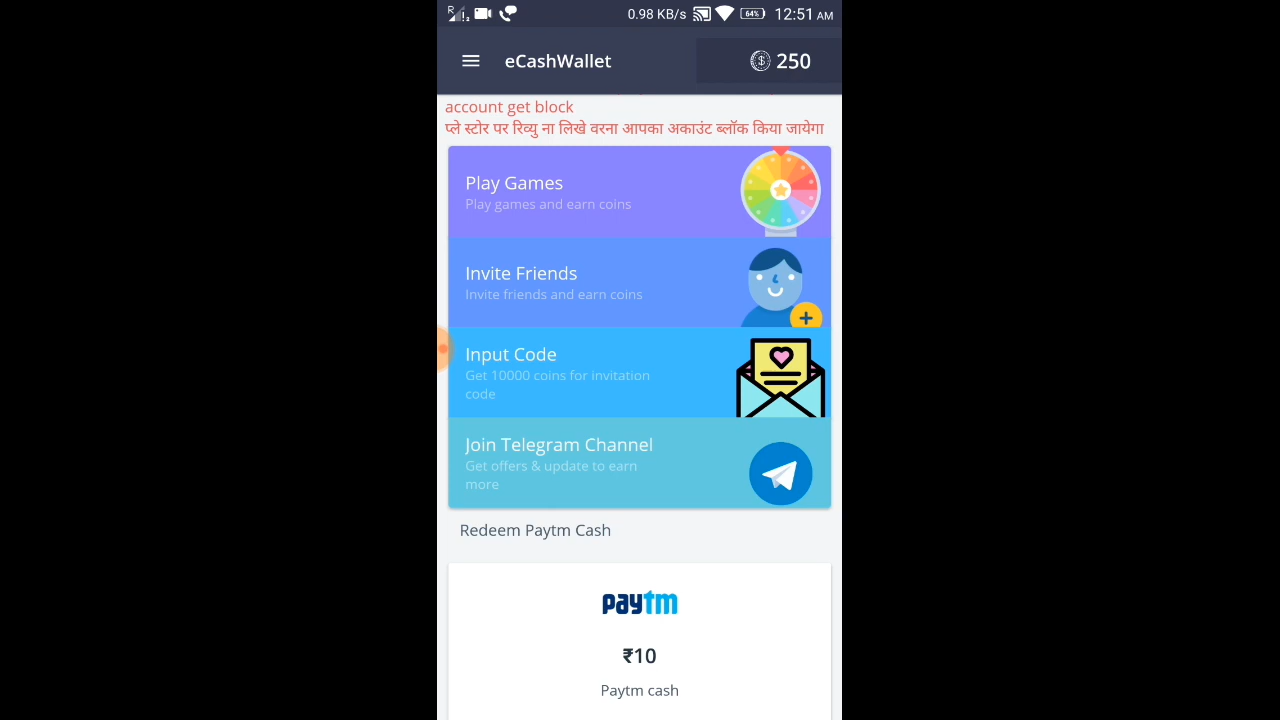 0.98 KB/s 64% 12:51 AM
eCashWallet 250
account get block
प्ले स्टोर पर रिव्यु ना लिखे वरना आपका अकाउंट ब्लॉक किया जायेगा
Play Games
Play games and earn coins
Invite Friends
Invite friends and earn coins
Input Code
Get 10000 coins for invitation
code
Join Telegram Channel
Get offers & update to earn
more
Redeem Paytm Cash
paytm
₹10
Paytm cash